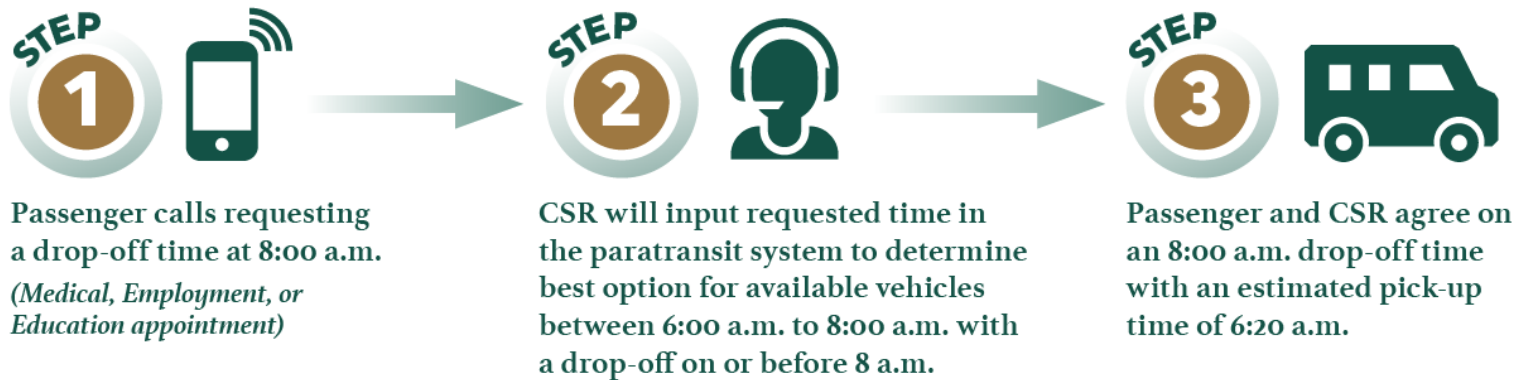 STEP
1
Passenger calls requesting
a drop-off time at 8:00 a.m.
(Medical, Employment, or
Education appointment)
STEP
2
CSR will input requested time in
the paratransit system to determine
best option for available vehicles
between 6:00 a.m. to 8:00 a.m. with
a drop-off on or before 8 a.m.
STEP
3
Passenger and CSR agree on
an 8:00 a.m. drop-off time
with an estimated pick-up
time of 6:20 a.m.